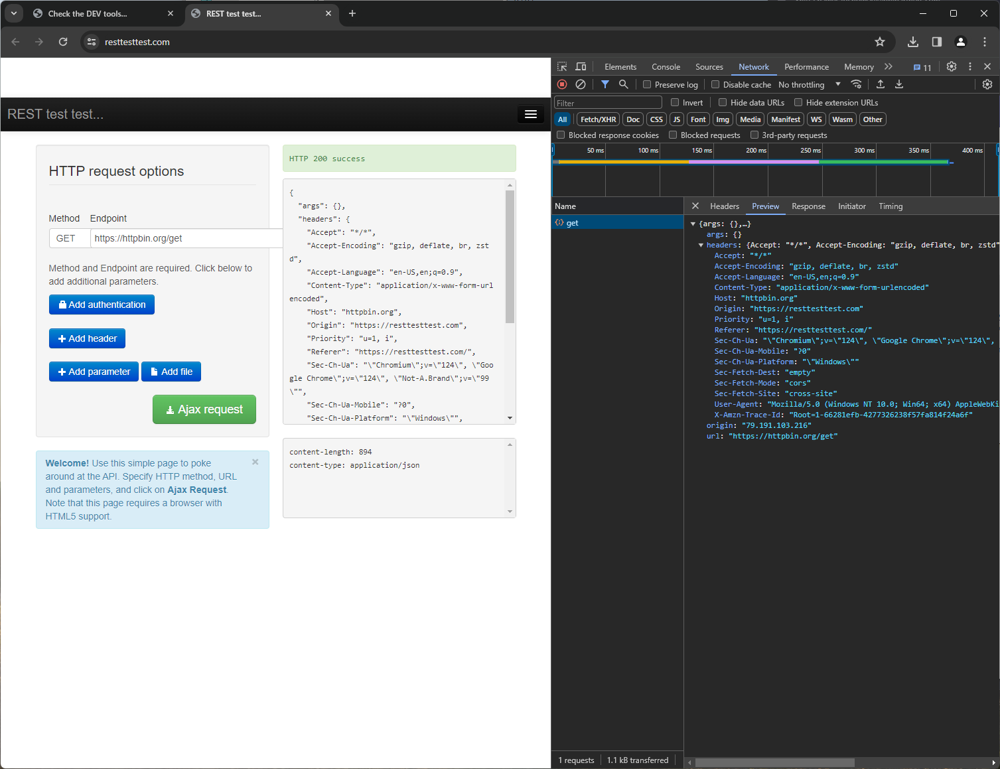 Check the DEV tools...
REST test test...
resttesttest.com
REST test test...
HTTP request options
Method Endpoint
GET https://httpbin.org/get
Method and Endpoint are required. Click below to
add additional parameters.
Add authentication
Add header
Add parameter Add file
Ajax request
Welcome! Use this simple page to poke
around at the API. Specify HTTP method, URL
and parameters, and click on Ajax Request.
Note that this page requires a browser with
HTML5 support.
HTTP 200 success
{
"args": {},
"headers": {
"Accept": "*/*",
"Accept-Encoding": "gzip, deflate, br, zst
d",
"Accept-Language": "en-US,en;q=0.9",
"Content-Type": "application/x-www-form-url
encoded",
"Host": "httpbin.org",
"Origin": "https://resttesttest.com",
"Priority": "u=1, i",
"Referer": "https://resttesttest.com/",
"Sec-Ch-Ua": "\"Chromium\";v=\"124\", \"Goo
gle Chrome\";v=\"124\", \"Not-A.Brand\";v=\"99
\"",
"Sec-Ch-Ua-Mobile": "?0",
"Sec-Ch-Ua-Platform": "\"Windows\"",
content-length: 894
content-type: application/json
Elements Console Sources Network Performance Memory 11
Preserve log Disable cache No throttling
Filter Invert Hide data URLs Hide extension URLs
All Fetch/XHR Doc CSS JS Font Img Media Manifest WS Wasm Other
Blocked response cookies Blocked requests 3rd-party requests
50 ms 100 ms 150 ms 200 ms 250 ms 300 ms 350 ms 400 ms
Name
get
Headers Preview Response Initiator Timing
{args: {},…}
args: {}
headers: {Accept: "*/*", Accept-Encoding: "gzip, deflate, br, zstd"
Accept: "*/*"
Accept-Encoding: "gzip, deflate, br, zstd"
Accept-Language: "en-US,en;q=0.9"
Content-Type: "application/x-www-form-urlencoded"
Host: "httpbin.org"
Origin: "https://resttesttest.com"
Priority: "u=1, i"
Referer: "https://resttesttest.com/"
Sec-Ch-Ua: "\"Chromium\";v=\"124\", \"Google Chrome\";v=\"124\",
Sec-Ch-Ua-Mobile: "?0"
Sec-Ch-Ua-Platform: "\"Windows\""
Sec-Fetch-Dest: "empty"
Sec-Fetch-Mode: "cors"
Sec-Fetch-Site: "cross-site"
User-Agent: "Mozilla/5.0 (Windows NT 10.0; Win64; x64) AppleWebKi
X-Amzn-Trace-Id: "Root=1-66281efb-4277326238f57fa814f24a6f"
origin: "79.191.103.216"
url: "https://httpbin.org/get"
1 requests 1.1 kB transferred